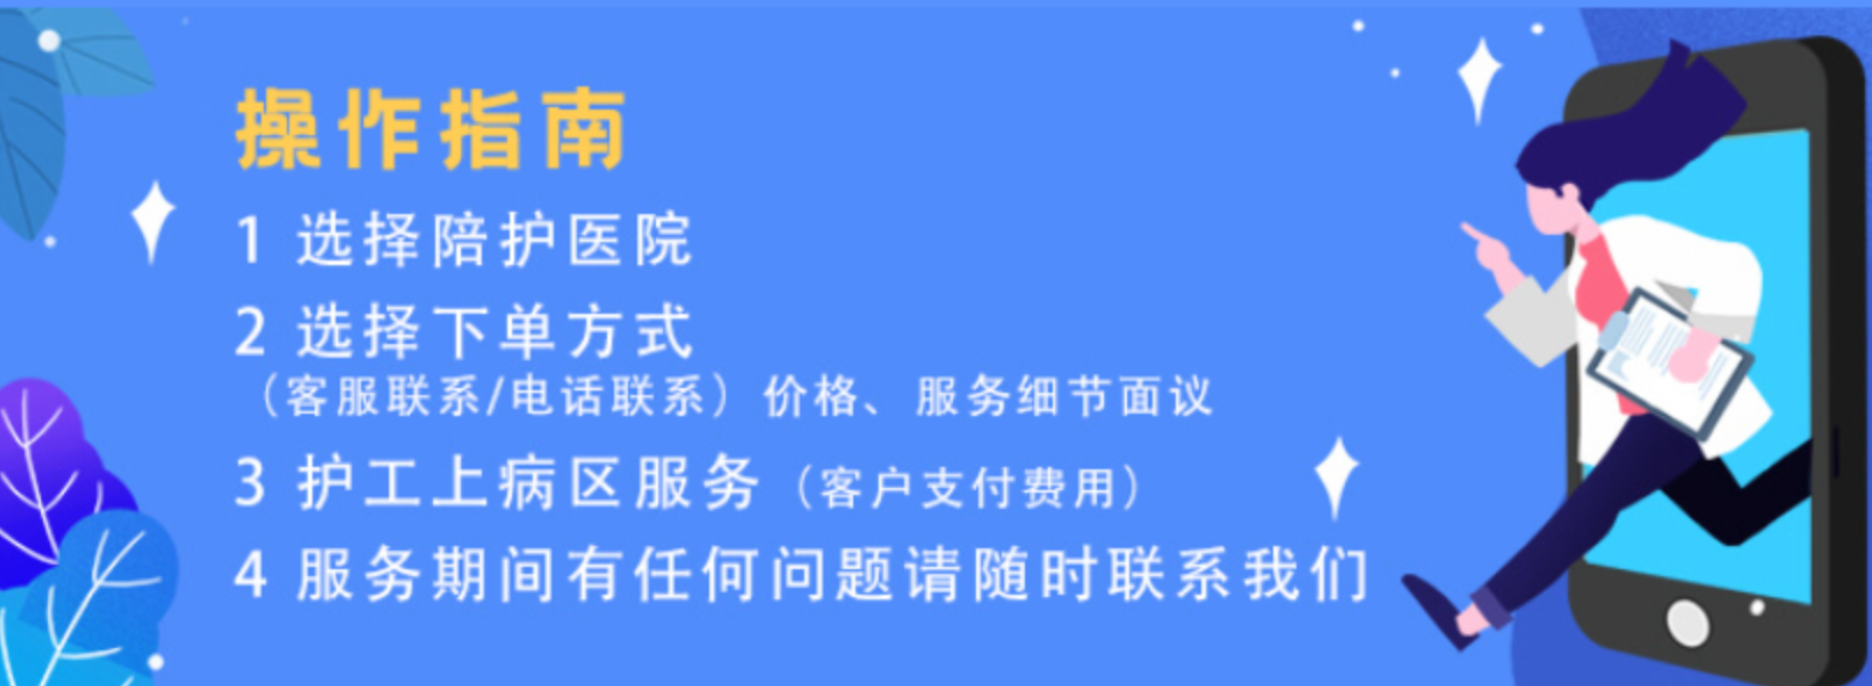 操作指南
1 选择陪护医院
2 选择下单方式
（客服联系/电话联系）价格、服务细节面议
3 护工上病区服务（客户支付费用）
4 服务期间有任何问题请随时联系我们